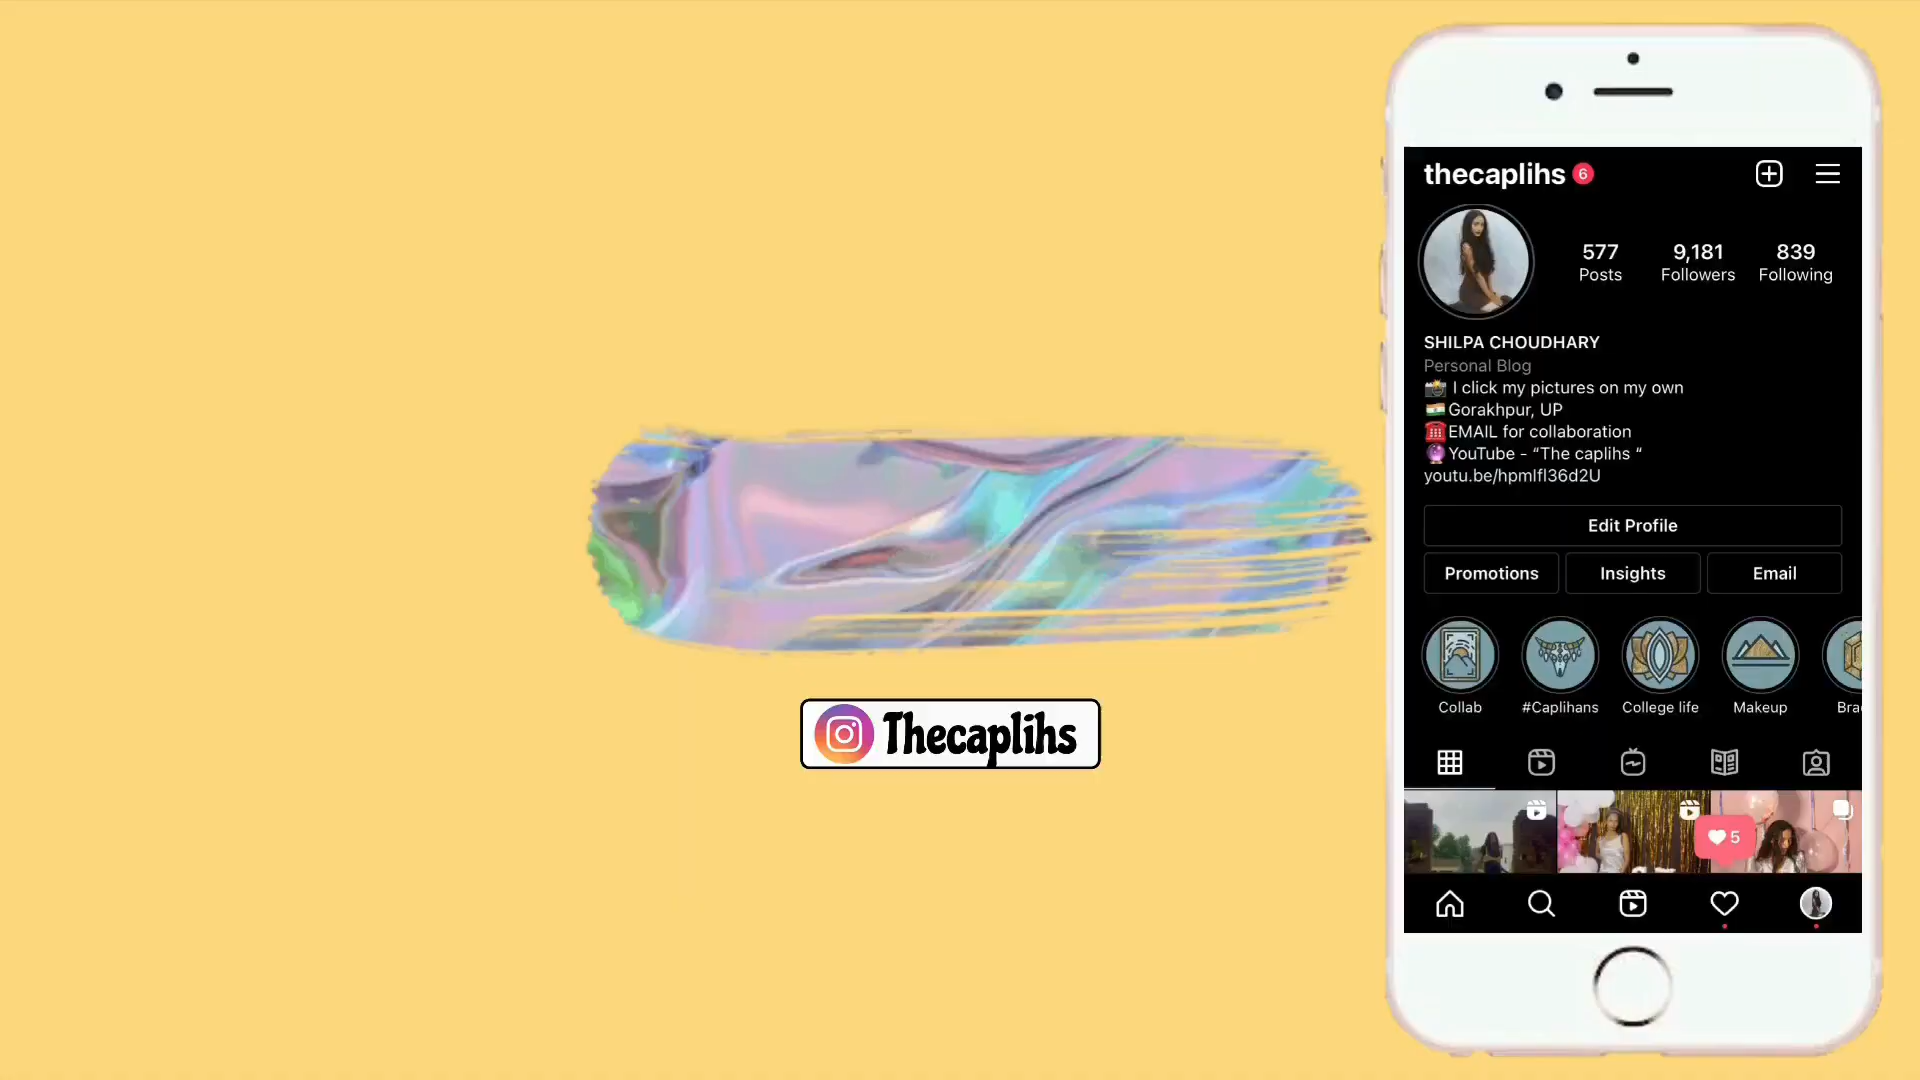 thecaplihs 6
577 9,181 839
Posts Followers Following
SHILPA CHOUDHARY
Personal Blog
📸 I click my pictures on my own
🇮🇳Gorakhpur, UP
☎️EMAIL for collaboration
🔮YouTube - “The caplihs “
youtu.be/hpmIfl36d2U
Edit Profile
Promotions Insights Email
Collab #Caplihans College life Makeup
5
Thecaplihs